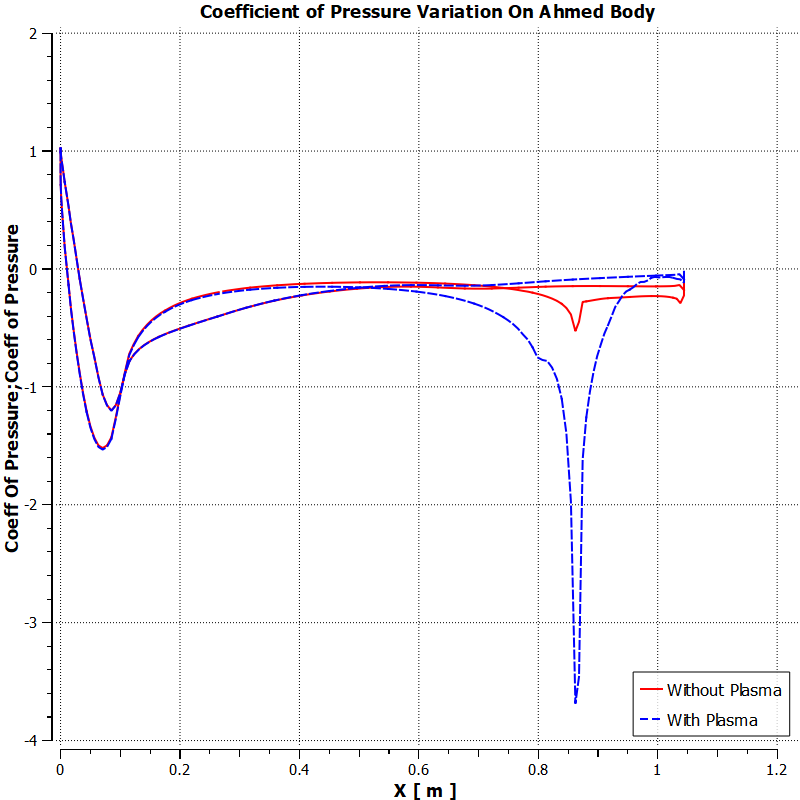 Coefficient of Pressure Variation On Ahmed Body
Coeff Of Pressure;Coeff of Pressure
2
1
0
-1
-2
-3
-4
0
0.2
0.4
0.6
0.8
1
1.2
X [ m ]
Without Plasma
With Plasma